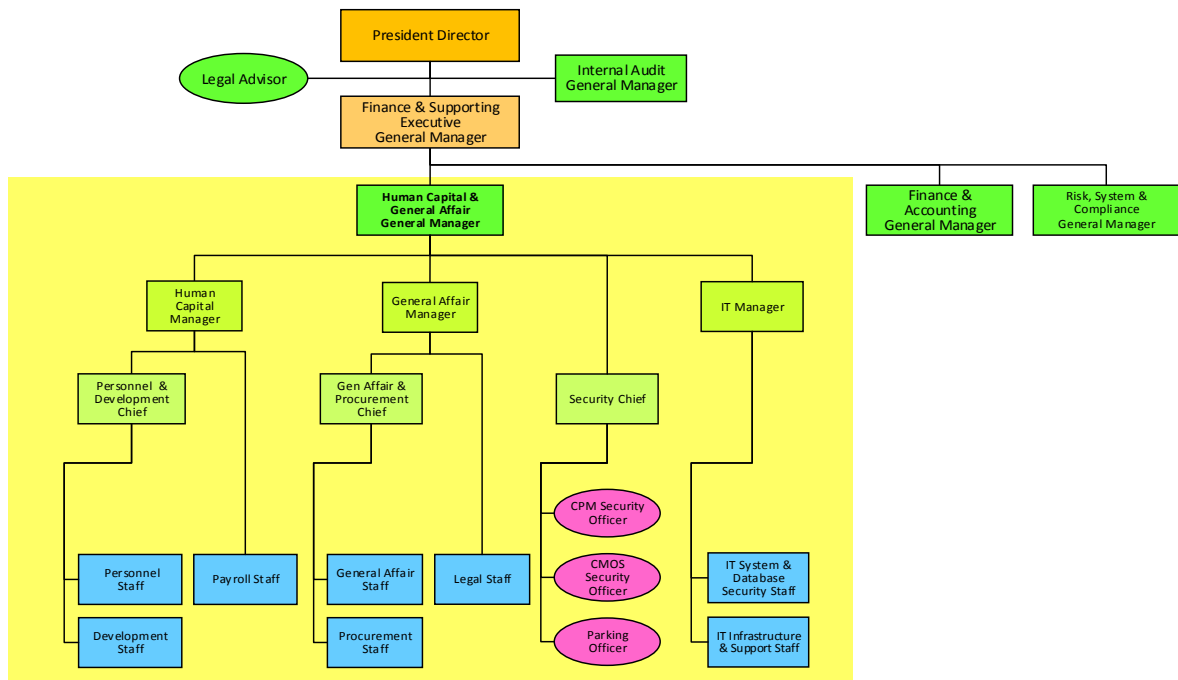 President Director
Legal Advisor
Internal Audit
General Manager
Finance & Supporting
Executive
General Manager
Human Capital &
General Affair
General Manager
Finance &
Accounting
General Manager
Risk, System &
Compliance
General Manager
Human
Capital
Manager
General Affair
Manager
IT Manager
Personnel &
Development
Chief
Gen Affair &
Procurement
Chief
Security Chief
CPM Security
Officer
CMOS
Security
Officer
Parking
Officer
Personnel
Staff
Payroll Staff
General Affair
Staff
Legal Staff
IT System &
Database
Security Staff
Development
Staff
Procurement
Staff
IT Infrastructure
& Support Staff